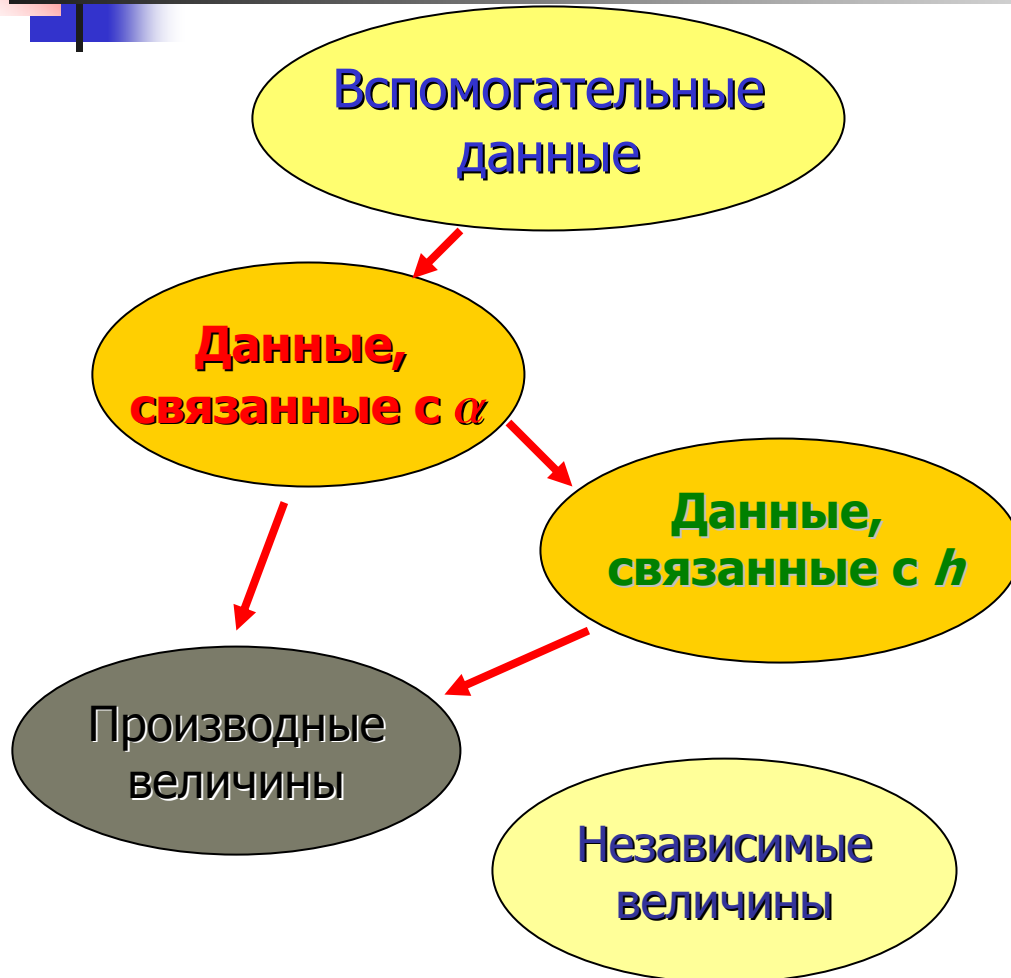 Вспомогательные
данные
Данные,
связанные с α
Данные,
связанные с h
Производные
величины
Независимые
величины